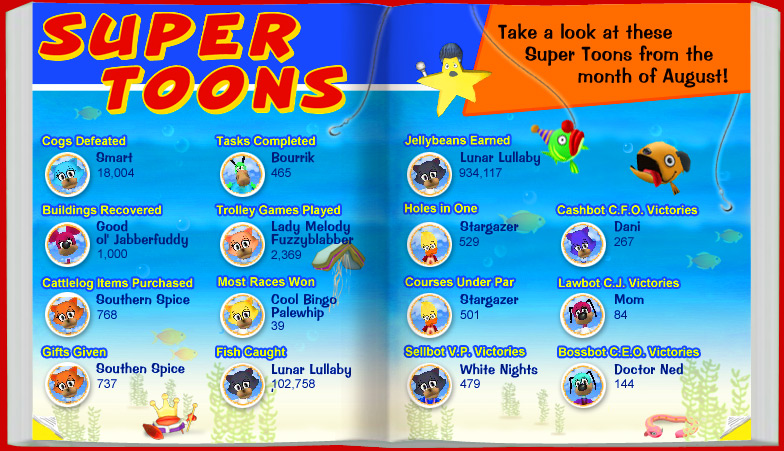 SUPER
TOONS
Take a look at these
Super Toons from the
month of August!
Cogs Defeated
Smart
18,004
Buildings Recovered
Good
ol' Jabberfuddy
1,000
Cattlelog Items Purchased
Southern Spice
768
Gifts Given
Southen Spice
737
Tasks Completed
Bourrik
465
Trolley Games Played
Lady Melody
Fuzzyblabber
2,369
Most Races Won
Cool Bingo
Palewhip
39
Fish Caught
Lunar Lullaby
102,758
Jellybeans Earned
Lunar Lullaby
934,117
Holes in One
Stargazer
529
Courses Under Par
Stargazer
501
Sellbot V.P. Victories
White Nights
479
Cashbot C.F.O. Victories
Dani
267
Lawbot C.J. Victories
Mom
84
Bossbot C.E.O. Victories
Doctor Ned
144